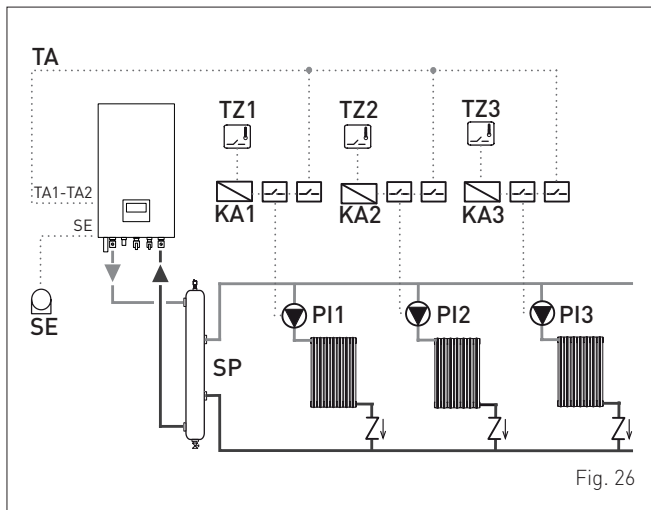 TA
TZ1 TZ2 TZ3
TA1-TA2
KA1 KA2 KA3
SE
SE
PI1 PI2 PI3
SP
Fig. 26